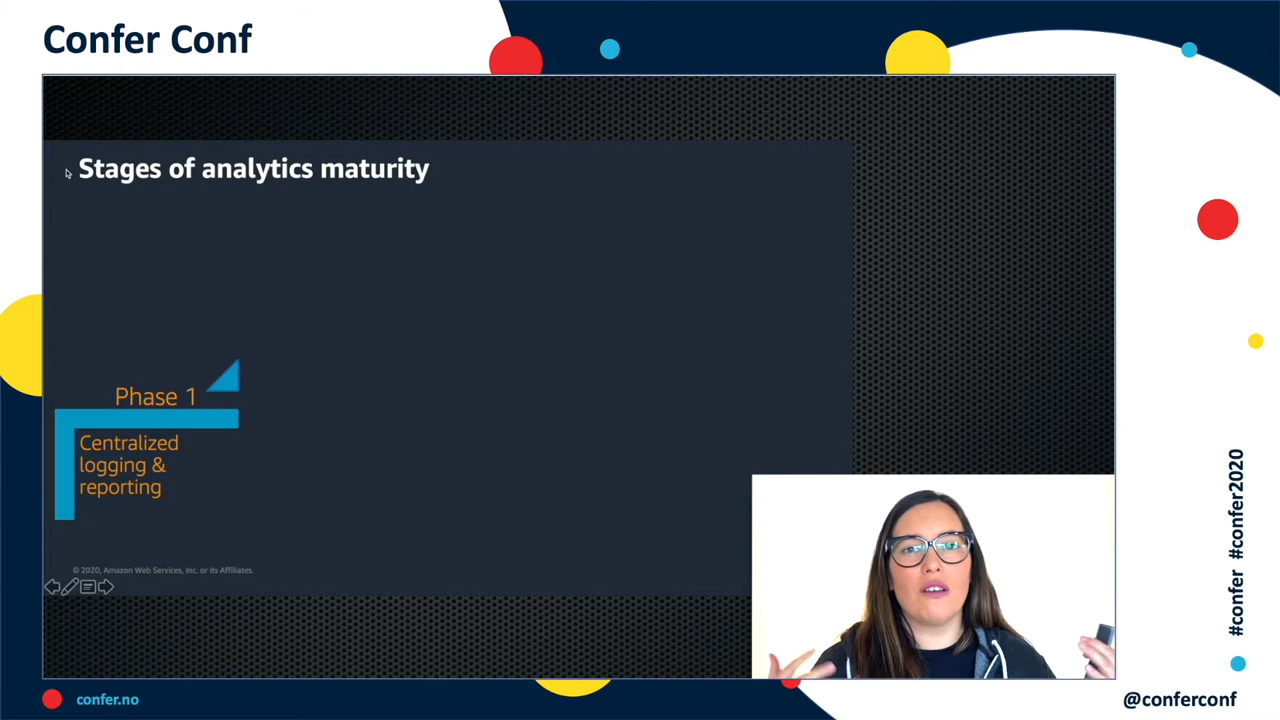 Confer Conf
Stages of analytics maturity
Phase 1
Centralized
logging &
reporting
© 2020, Amazon Web Services, Inc. or its Affiliates.
#confer #confer2020
confer.no
@conferconf